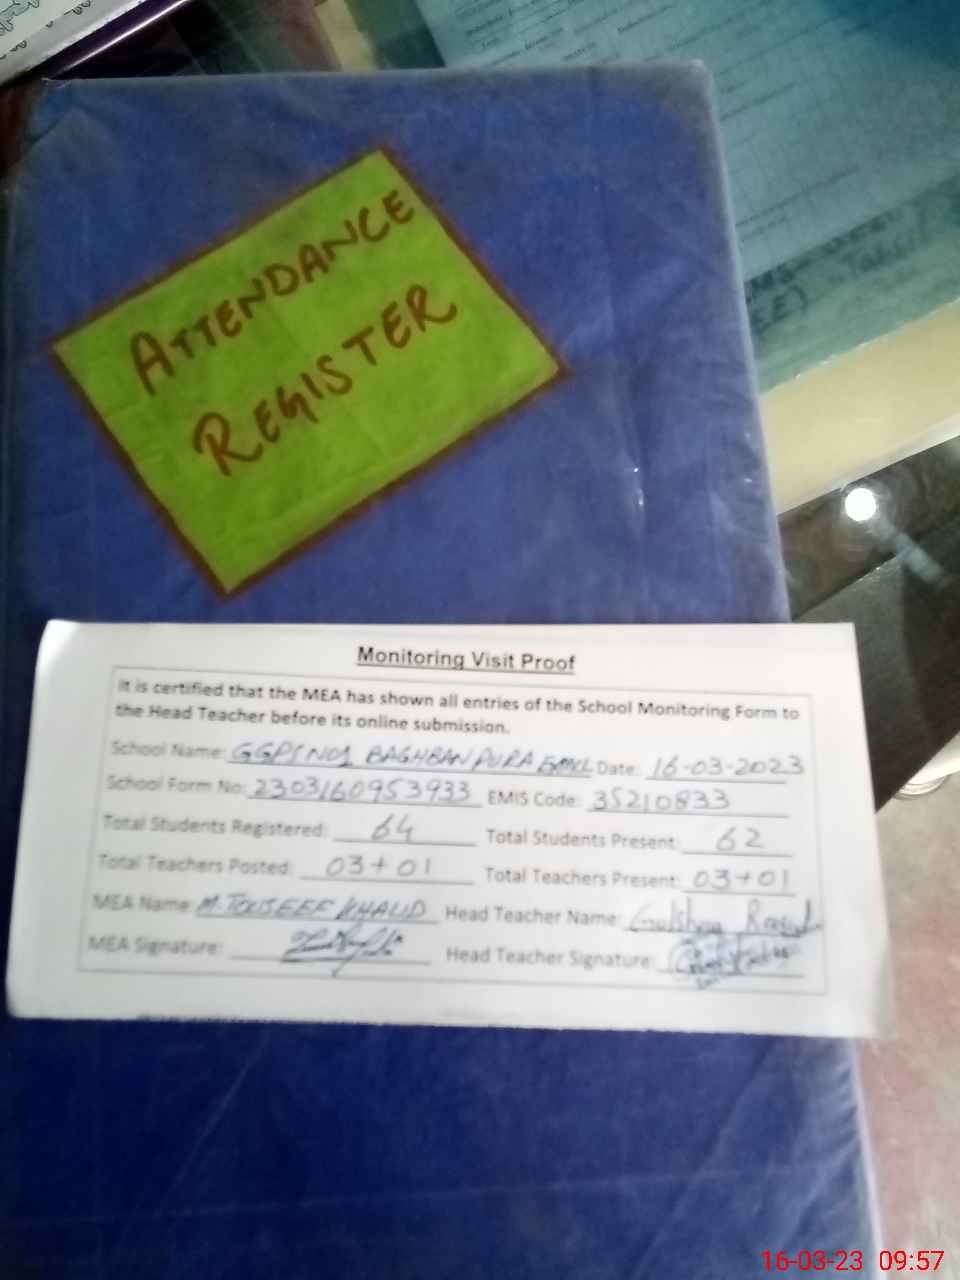 ATTENDANCE
REGISTER
Monitoring Visit Proof
It is certified that the MEA has shown all entries of the School Monitoring Form to
the Head Teacher before its online submission.
School Name: GGPS NO1 BAGHBANPURA Date: 16-03-2023
School Form No: 2303160953933 EMIS Code: 35210833
Total Students Registered: 64 Total Students Present: 62
Total Teachers Posted: 03+01 Total Teachers Present: 03+01
MEA Name: M. TOUSEEF KHALID Head Teacher Name: Gulshan
MEA Signature: Head Teacher Signature:
16-03-23 09:57